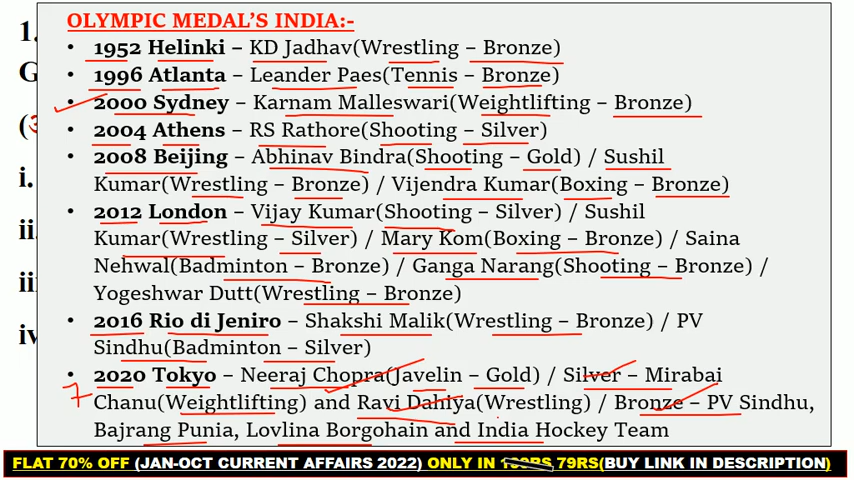 OLYMPIC MEDAL'S INDIA:-
1.
• 1952 Helinki – KD Jadhav(Wrestling – Bronze)
G
• 1996 Atlanta – Leander Paes(Tennis – Bronze)
• 2000 Sydney – Karnam Malleswari(Weightlifting – Bronze)
(
• 2004 Athens – RS Rathore(Shooting – Silver)
• 2008 Beijing – Abhinav Bindra(Shooting – Gold) / Sushil
i.
Kumar(Wrestling – Bronze) / Vijendra Kumar(Boxing – Bronze)
• 2012 London – Vijay Kumar(Shooting – Silver) / Sushil
ii.
Kumar(Wrestling – Silver) / Mary Kom(Boxing – Bronze) / Saina
Nehwal(Badminton – Bronze) / Ganga Narang(Shooting – Bronze) /
iii
Yogeshwar Dutt(Wrestling – Bronze)
• 2016 Rio di Jeniro – Shakshi Malik(Wrestling – Bronze) / PV
iv
Sindhu(Badminton – Silver)
• 2020 Tokyo – Neeraj Chopra(Javelin – Gold) / Silver – Mirabai
7
Chanu(Weightlifting) and Ravi Dahiya(Wrestling) / Bronze – PV Sindhu,
Bajrang Punia, Lovlina Borgohain and India Hockey Team
FLAT 70% OFF (JAN-OCT CURRENT AFFAIRS 2022) ONLY IN 199RS 79RS(BUY LINK IN DESCRIPTION)